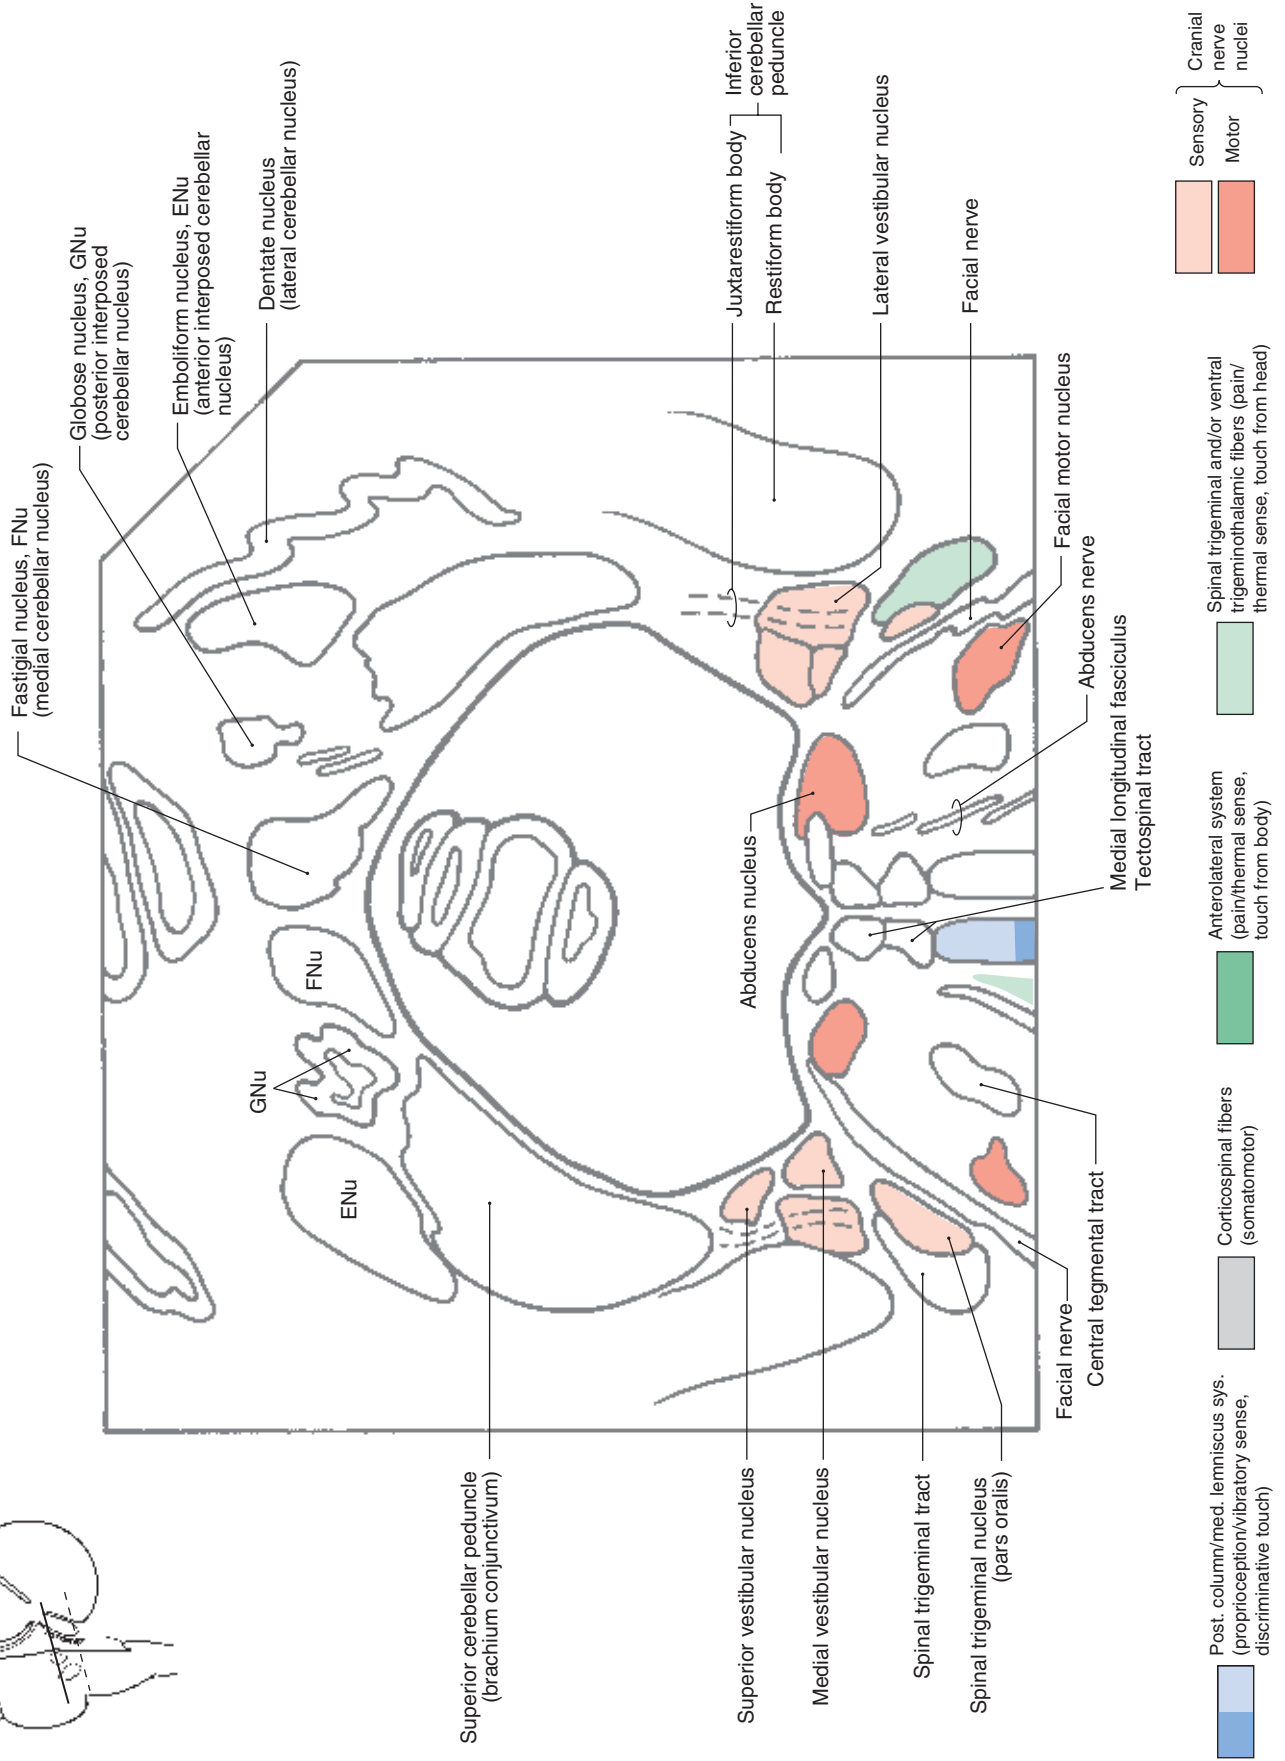 Fastigial nucleus, FNu
(medial cerebellar nucleus)
Globose nucleus, GNu
(posterior interposed
cerebellar nucleus)
Emboliform nucleus, ENu
(anterior interposed cerebellar
nucleus)
Dentate nucleus
(lateral cerebellar nucleus)
Juxtarestiform body
Restiform body
Inferior
cerebellar
peduncle
Lateral vestibular nucleus
Facial nerve
Facial motor nucleus
Abducens nerve
Medial longitudinal fasciculus
Tectospinal tract
Abducens nucleus
FNu
GNu
ENu
Superior cerebellar peduncle
(brachium conjunctivum)
Superior vestibular nucleus
Medial vestibular nucleus
Spinal trigeminal tract
Spinal trigeminal nucleus
(pars oralis)
Facial nerve
Central tegmental tract
Post. column/med. lemniscus sys.
(proprioception/vibratory sense,
discriminative touch)
Corticospinal fibers
(somatomotor)
Anterolateral system
(pain/thermal sense,
touch from body)
Spinal trigeminal and/or ventral
trigeminothalamic fibers (pain/
thermal sense, touch from head)
Sensory
Motor
Cranial
nerve
nuclei